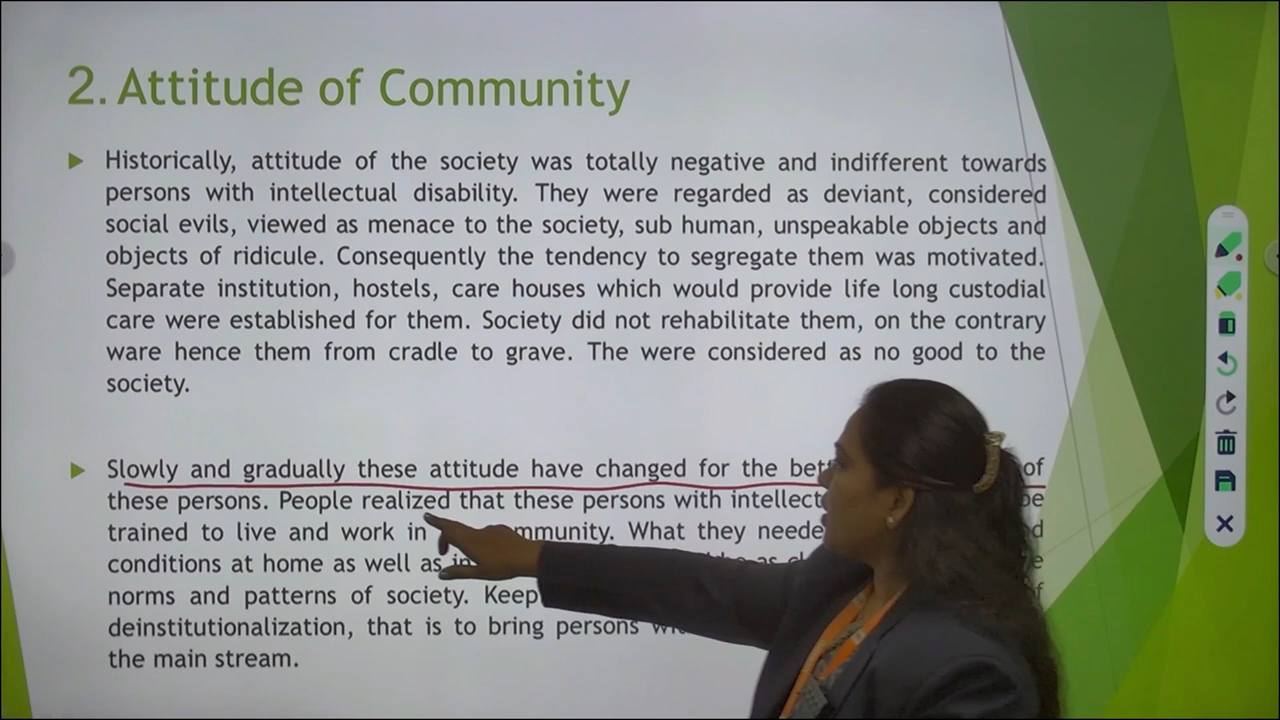 2. Attitude of Community
Historically, attitude of the society was totally negative and indifferent towards
persons with intellectual disability. They were regarded as deviant, considered
social evils, viewed as menace to the society, sub human, unspeakable objects and
objects of ridicule. Consequently the tendency to segregate them was motivated.
Separate institution, hostels, care houses which would provide life long custodial
care were established for them. Society did not rehabilitate them, on the contrary
ware hence them from cradle to grave. The were considered as no good to the
society.
Slowly and gradually these attitude have changed for the of
these persons. People realized that these persons with be
trained to live and work in What they
conditions at home as well as
norms and patterns of society.
deinstitutionalization, that is to bring persons
the main stream.